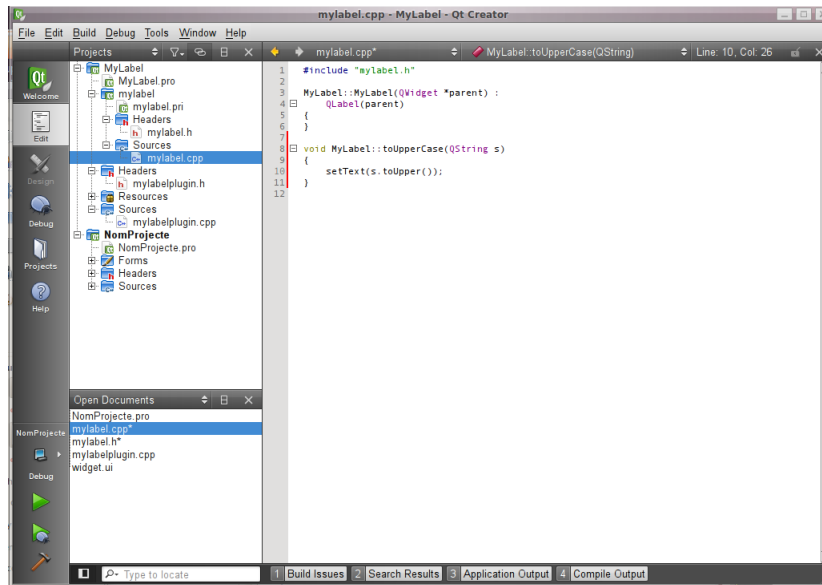 mylabel.cpp - MyLabel - Qt Creator
File Edit Build Debug Tools Window Help
Projects
mylabel.cpp*
MyLabel::toUpperCase(QString)
Line: 10, Col: 26
Qt
Welcome
Edit
Design
Debug
Projects
Help
MyLabel
MyLabel.pro
mylabel
mylabel.pri
Headers
mylabel.h
Sources
mylabel.cpp
Headers
mylabelplugin.h
Resources
Sources
mylabelplugin.cpp
NomProjecte
NomProjecte.pro
Forms
Headers
Sources
1 #include "mylabel.h"
2
3 MyLabel::MyLabel(QWidget *parent) :
4 QLabel(parent)
5 {
6 }
7
8 void MyLabel::toUpperCase(QString s)
9 {
10 setText(s.toUpper());
11 }
12
Open Documents
NomProjecte.pro
mylabel.cpp*
mylabel.h*
mylabelplugin.cpp
widget.ui
NomProjecte
Debug
Type to locate
1 Build Issues 2 Search Results 3 Application Output 4 Compile Output